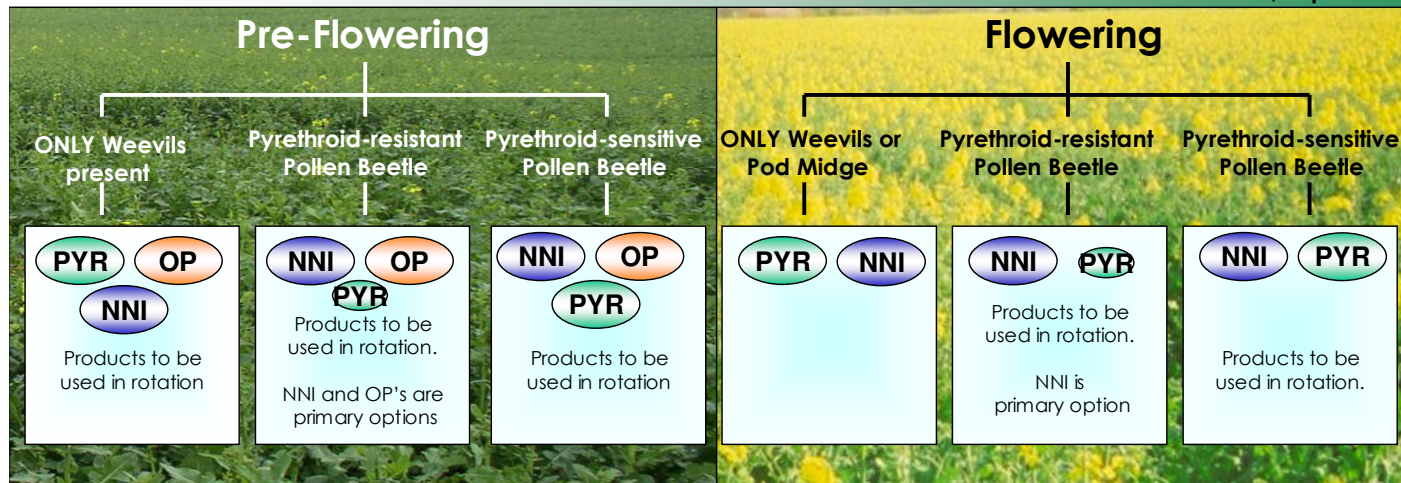 Pre-Flowering
ONLY Weevils
present
PYR
OP
NNI
Products to be
used in rotation
Pyrethroid-resistant
Pollen Beetle
NNI
OP
PYR
Products to be
used in rotation.
NNI and OP's are
primary options
Pyrethroid-sensitive
Pollen Beetle
NNI
OP
PYR
Products to be
used in rotation
Flowering
ONLY Weevils or
Pod Midge
PYR
NNI
Pyrethroid-resistant
Pollen Beetle
NNI
PYR
Products to be
used in rotation.
NNI is
primary option
Pyrethroid-sensitive
Pollen Beetle
NNI
PYR
Products to be
used in rotation.